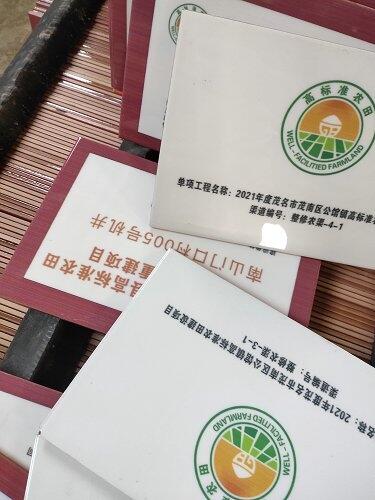 高标准农田
WELL-FACILITIED FARMLAND
单项工程名称：2021年度茂名市茂南区公馆镇高标准农
渠道编号：整修农渠-4-1
县高标准农田
重建项目
南山门口村005号机井
名称：2021年度茂名市茂南区公馆镇高标准农田建设项目
渠道编号：整修农渠-3-1
农田
WELL-FACILITIED FARMLAND